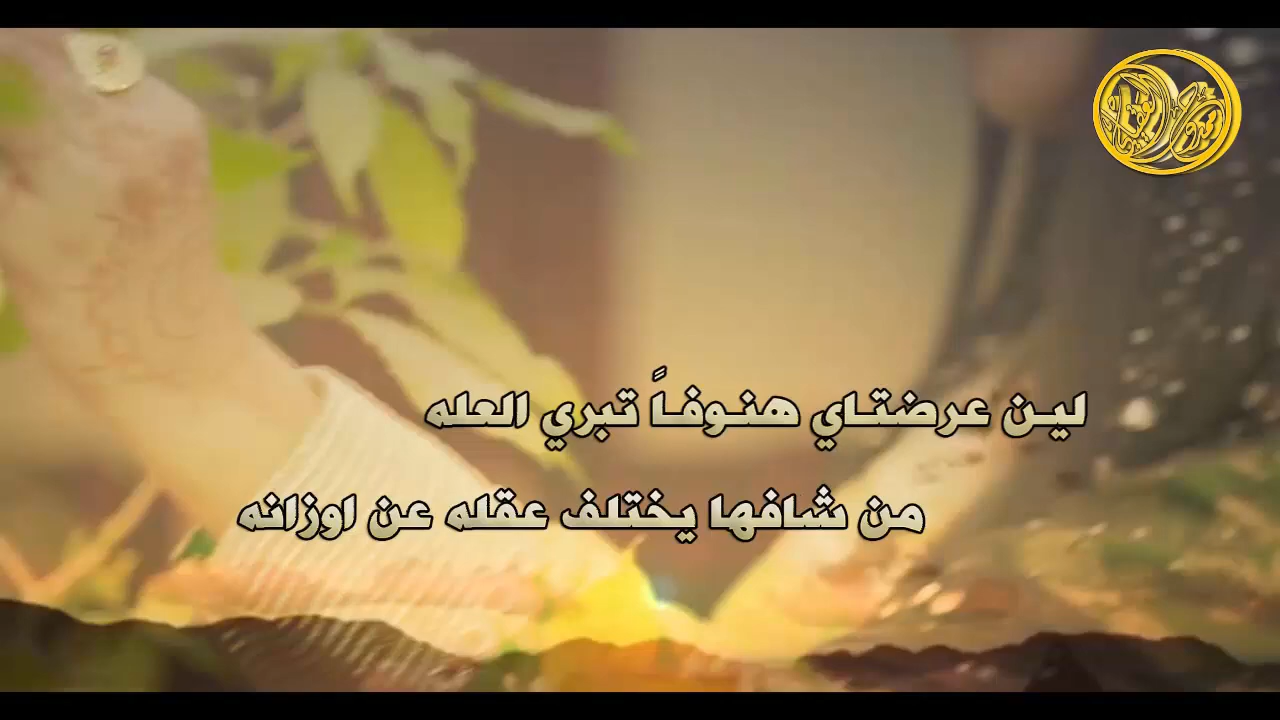 لين عرضتاي هنوفاً تبري العله
من شافها يختلف عقله عن اوزانه